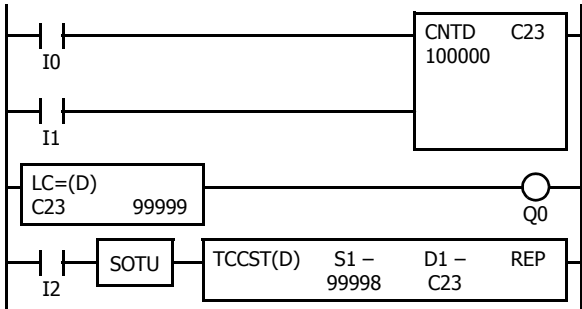 CNTD C23
100000
I0
I1
LC=(D)
C23 99999
Q0
SOTU
TCCST(D) S1 – D1 – REP
99998 C23
I2